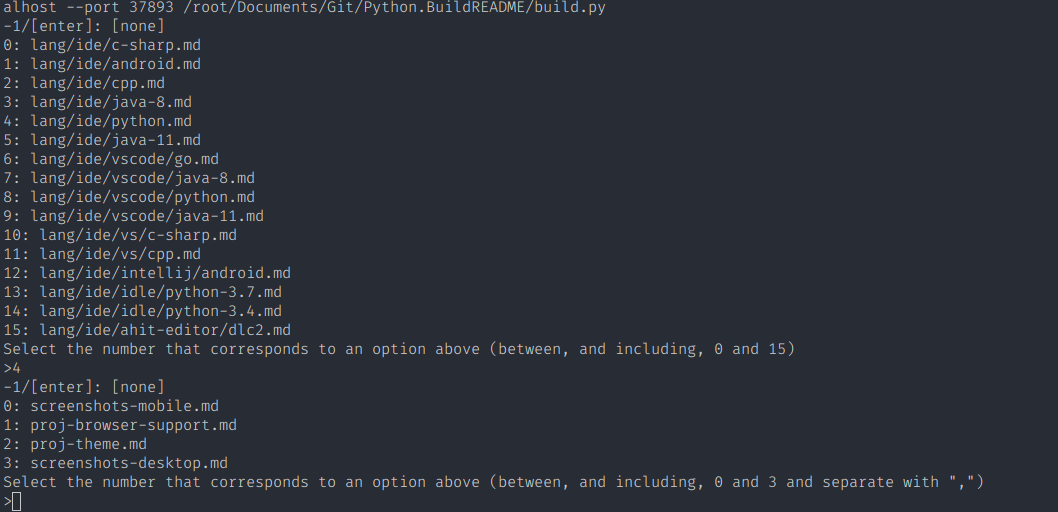 alhost --port 37893 /root/Documents/Git/Python.BuildREADME/build.py
-1/[enter]: [none]
0: lang/ide/c-sharp.md
1: lang/ide/android.md
2: lang/ide/cpp.md
3: lang/ide/java-8.md
4: lang/ide/python.md
5: lang/ide/java-11.md
6: lang/ide/vscode/go.md
7: lang/ide/vscode/java-8.md
8: lang/ide/vscode/python.md
9: lang/ide/vscode/java-11.md
10: lang/ide/vs/c-sharp.md
11: lang/ide/vs/cpp.md
12: lang/ide/intellij/android.md
13: lang/ide/idle/python-3.7.md
14: lang/ide/idle/python-3.4.md
15: lang/ide/ahit-editor/dlc2.md
Select the number that corresponds to an option above (between, and including, 0 and 15)
>4
-1/[enter]: [none]
0: screenshots-mobile.md
1: proj-browser-support.md
2: proj-theme.md
3: screenshots-desktop.md
Select the number that corresponds to an option above (between, and including, 0 and 3 and separate with ",")
>